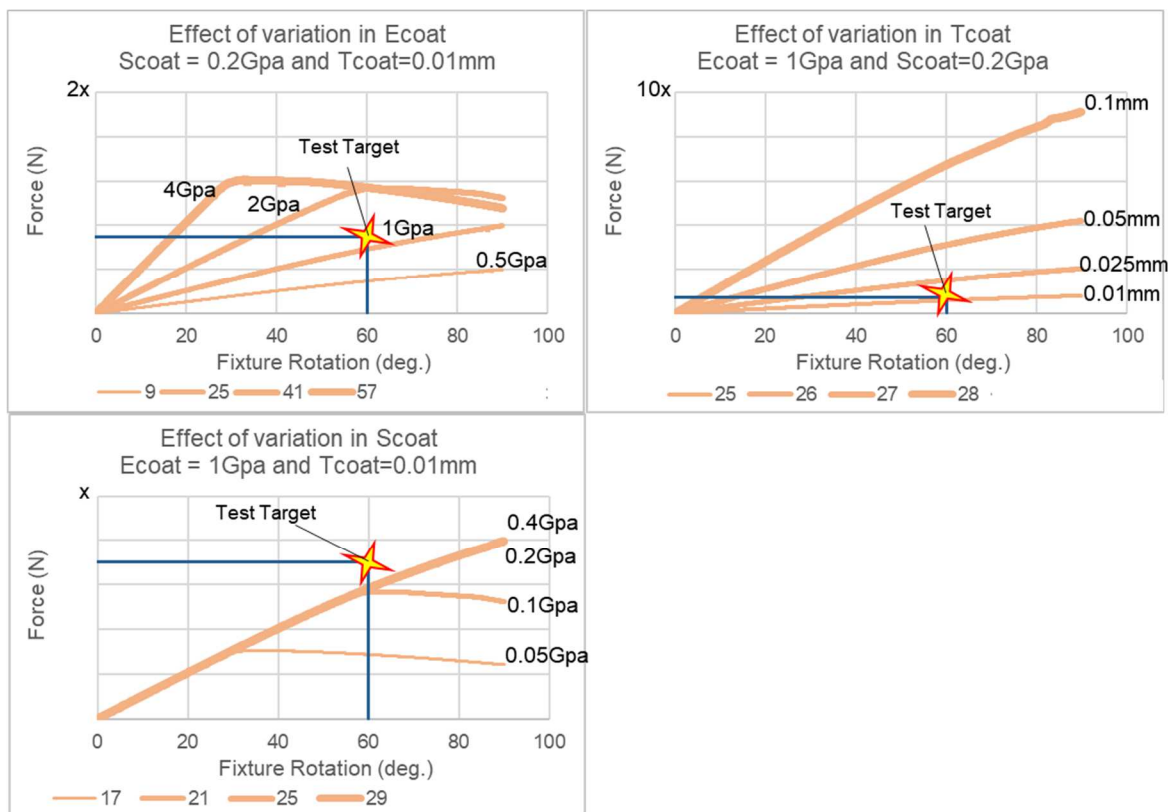 Effect of variation in Ecoat
Scoat = 0.2Gpa and Tcoat=0.01mm
2x
Test Target
4Gpa
2Gpa
1Gpa
0.5Gpa
Force (N)
0 20 40 60 80 100
Fixture Rotation (deg.)
9 25 41 57
Effect of variation in Tcoat
Ecoat = 1Gpa and Scoat=0.2Gpa
10x
0.1mm
Test Target
0.05mm
0.025mm
0.01mm
Force (N)
0 20 40 60 80 100
Fixture Rotation (deg.)
25 26 27 28
Effect of variation in Scoat
Ecoat = 1Gpa and Tcoat=0.01mm
x
Test Target
0.4Gpa
0.2Gpa
0.1Gpa
0.05Gpa
Force (N)
0 20 40 60 80 100
Fixture Rotation (deg.)
17 21 25 29